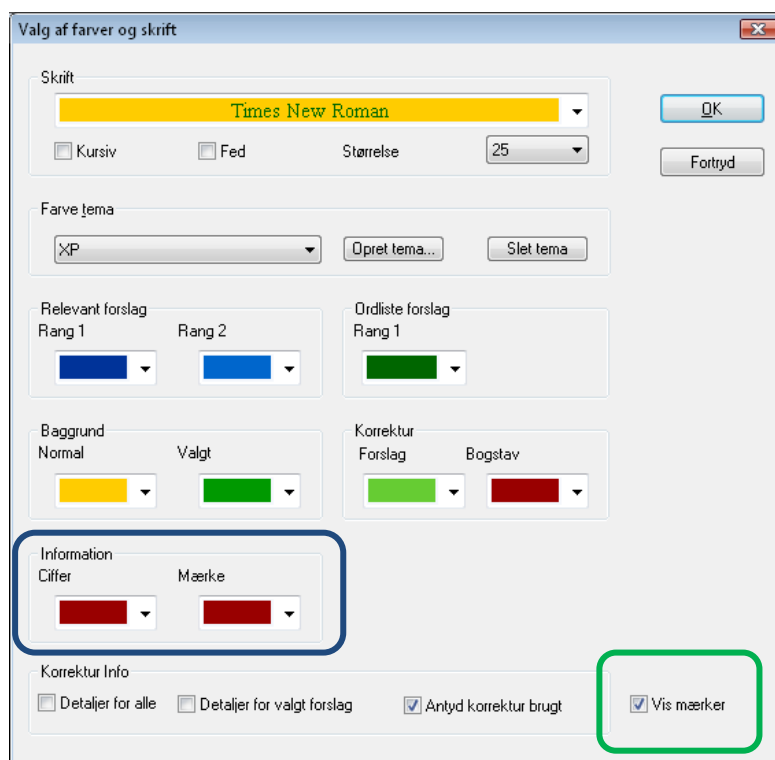 Valg af farver og skrift
Skrift
Times New Roman
OK
Kursiv Fed Størrelse 25
Fortryd
Farve tema
XP Opret tema... Slet tema
Relevant forslag Ordliste forslag
Rang 1 Rang 2 Rang 1
Baggrund Korrektur
Normal Valgt Forslag Bogstav
Information
Ciffer Mærke
Korrektur Info
Detaljer for alle Detaljer for valgt forslag Antyd korrektur brugt Vis mærker